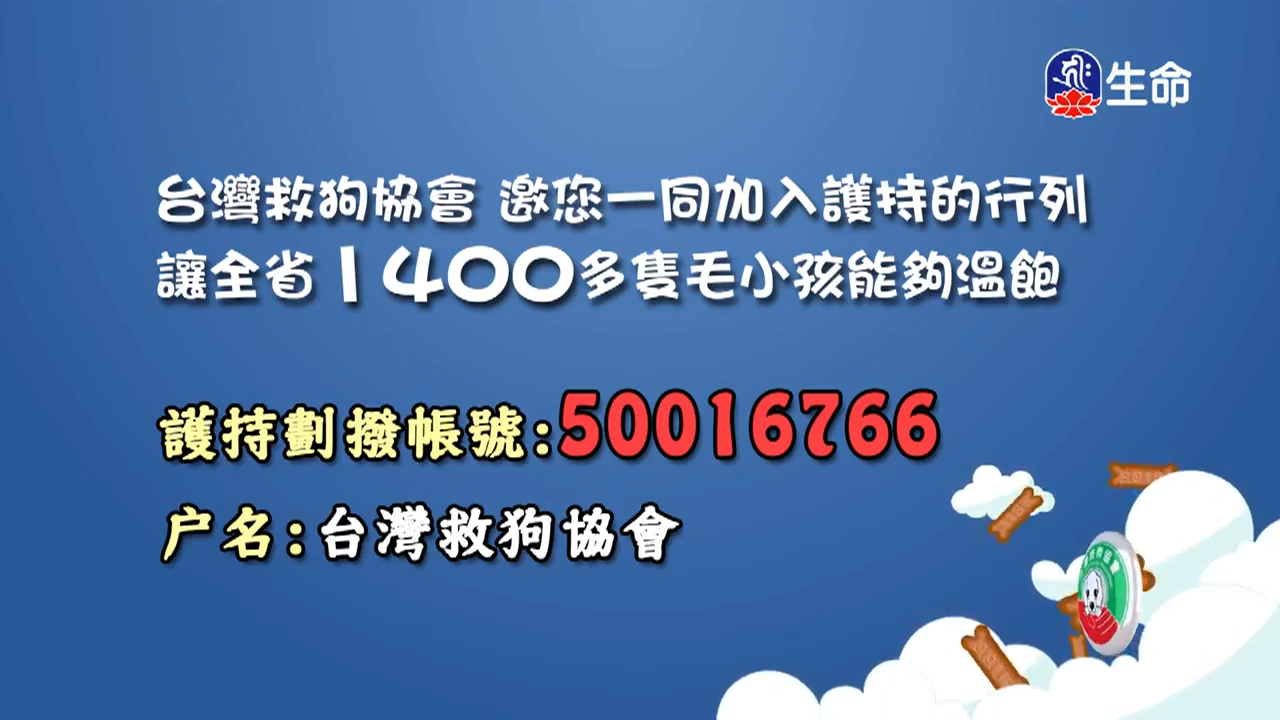 生命
台灣救狗協會 邀您一同加入護持的行列
讓全省1400多隻毛小孩能夠溫飽
護持劃撥帳號:50016766
户名:台灣救狗協會